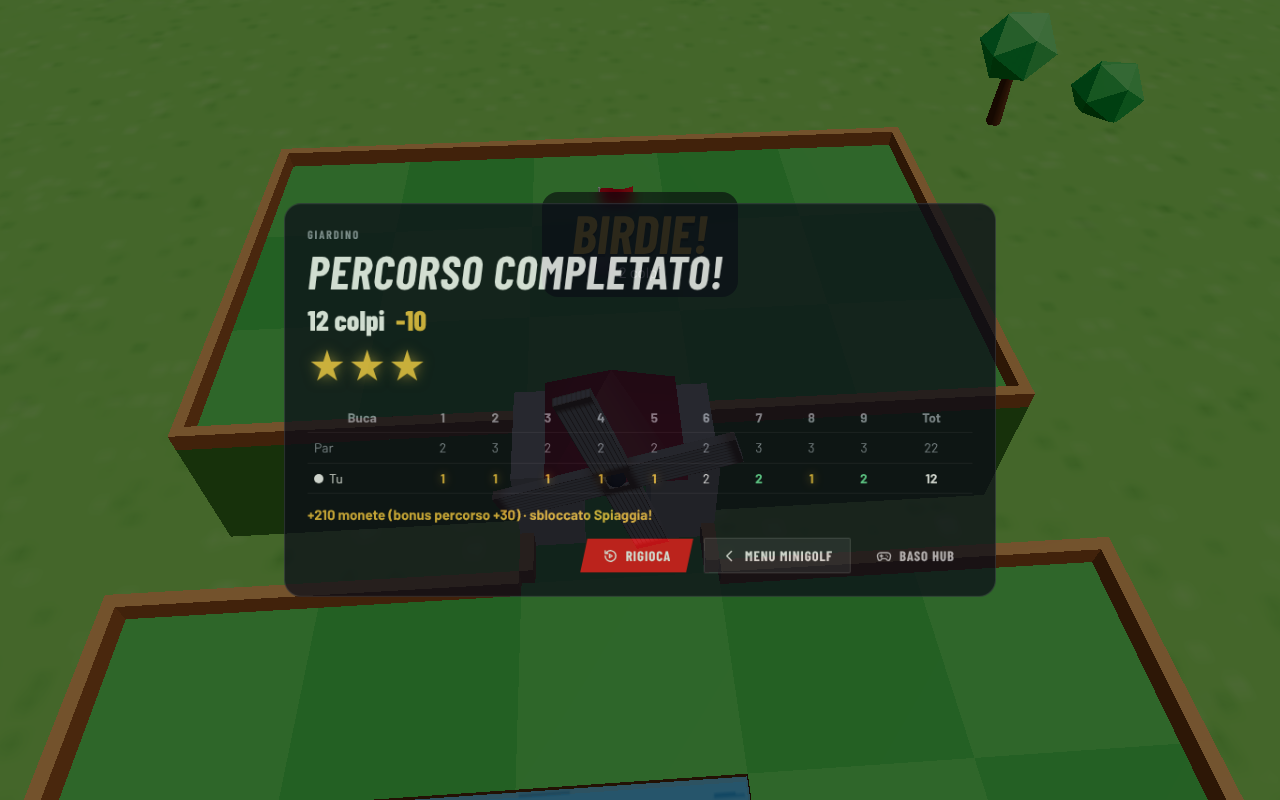 BIRDIE!
GIARDINO
PERCORSO COMPLETATO!
12 colpi -10
Buca 1 2 3 4 5 6 7 8 9 Tot
Par 2 3 2 2 2 2 3 3 3 22
Tu 1 1 1 1 1 2 2 1 2 12
+210 monete (bonus percorso +30) · sbloccato Spiaggia!
RIGIOCA MENU MINIGOLF BASO HUB